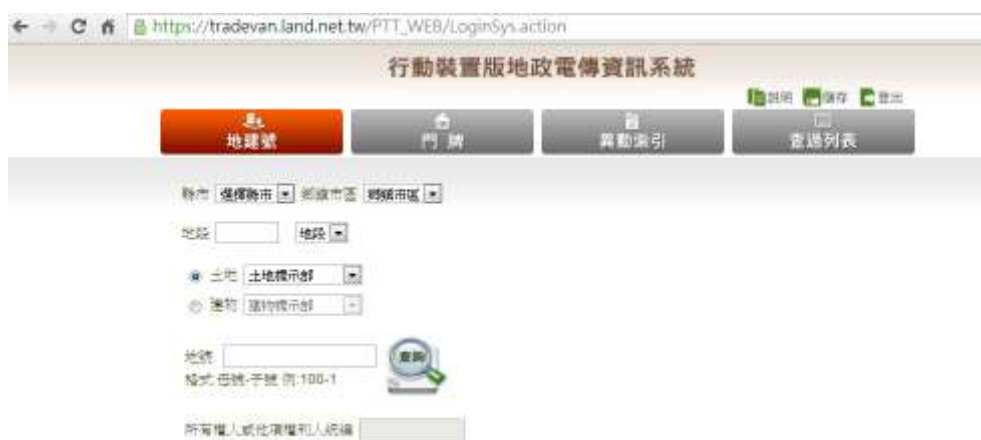 https://tradevan.land.net.tw/PTT_WEB/LoginSys.action
行動裝置版地政電傳資訊系統
說明 儲存 登出
地建號 門牌 異動索引 查過列表
縣市 選擇縣市 鄉鎮市區 鄉鎮市區
地段 地段
土地 土地標示部
建物 建物標示部
地號 查詢
格式:母號-子號 例:100-1
所有權人或他項權利人統編